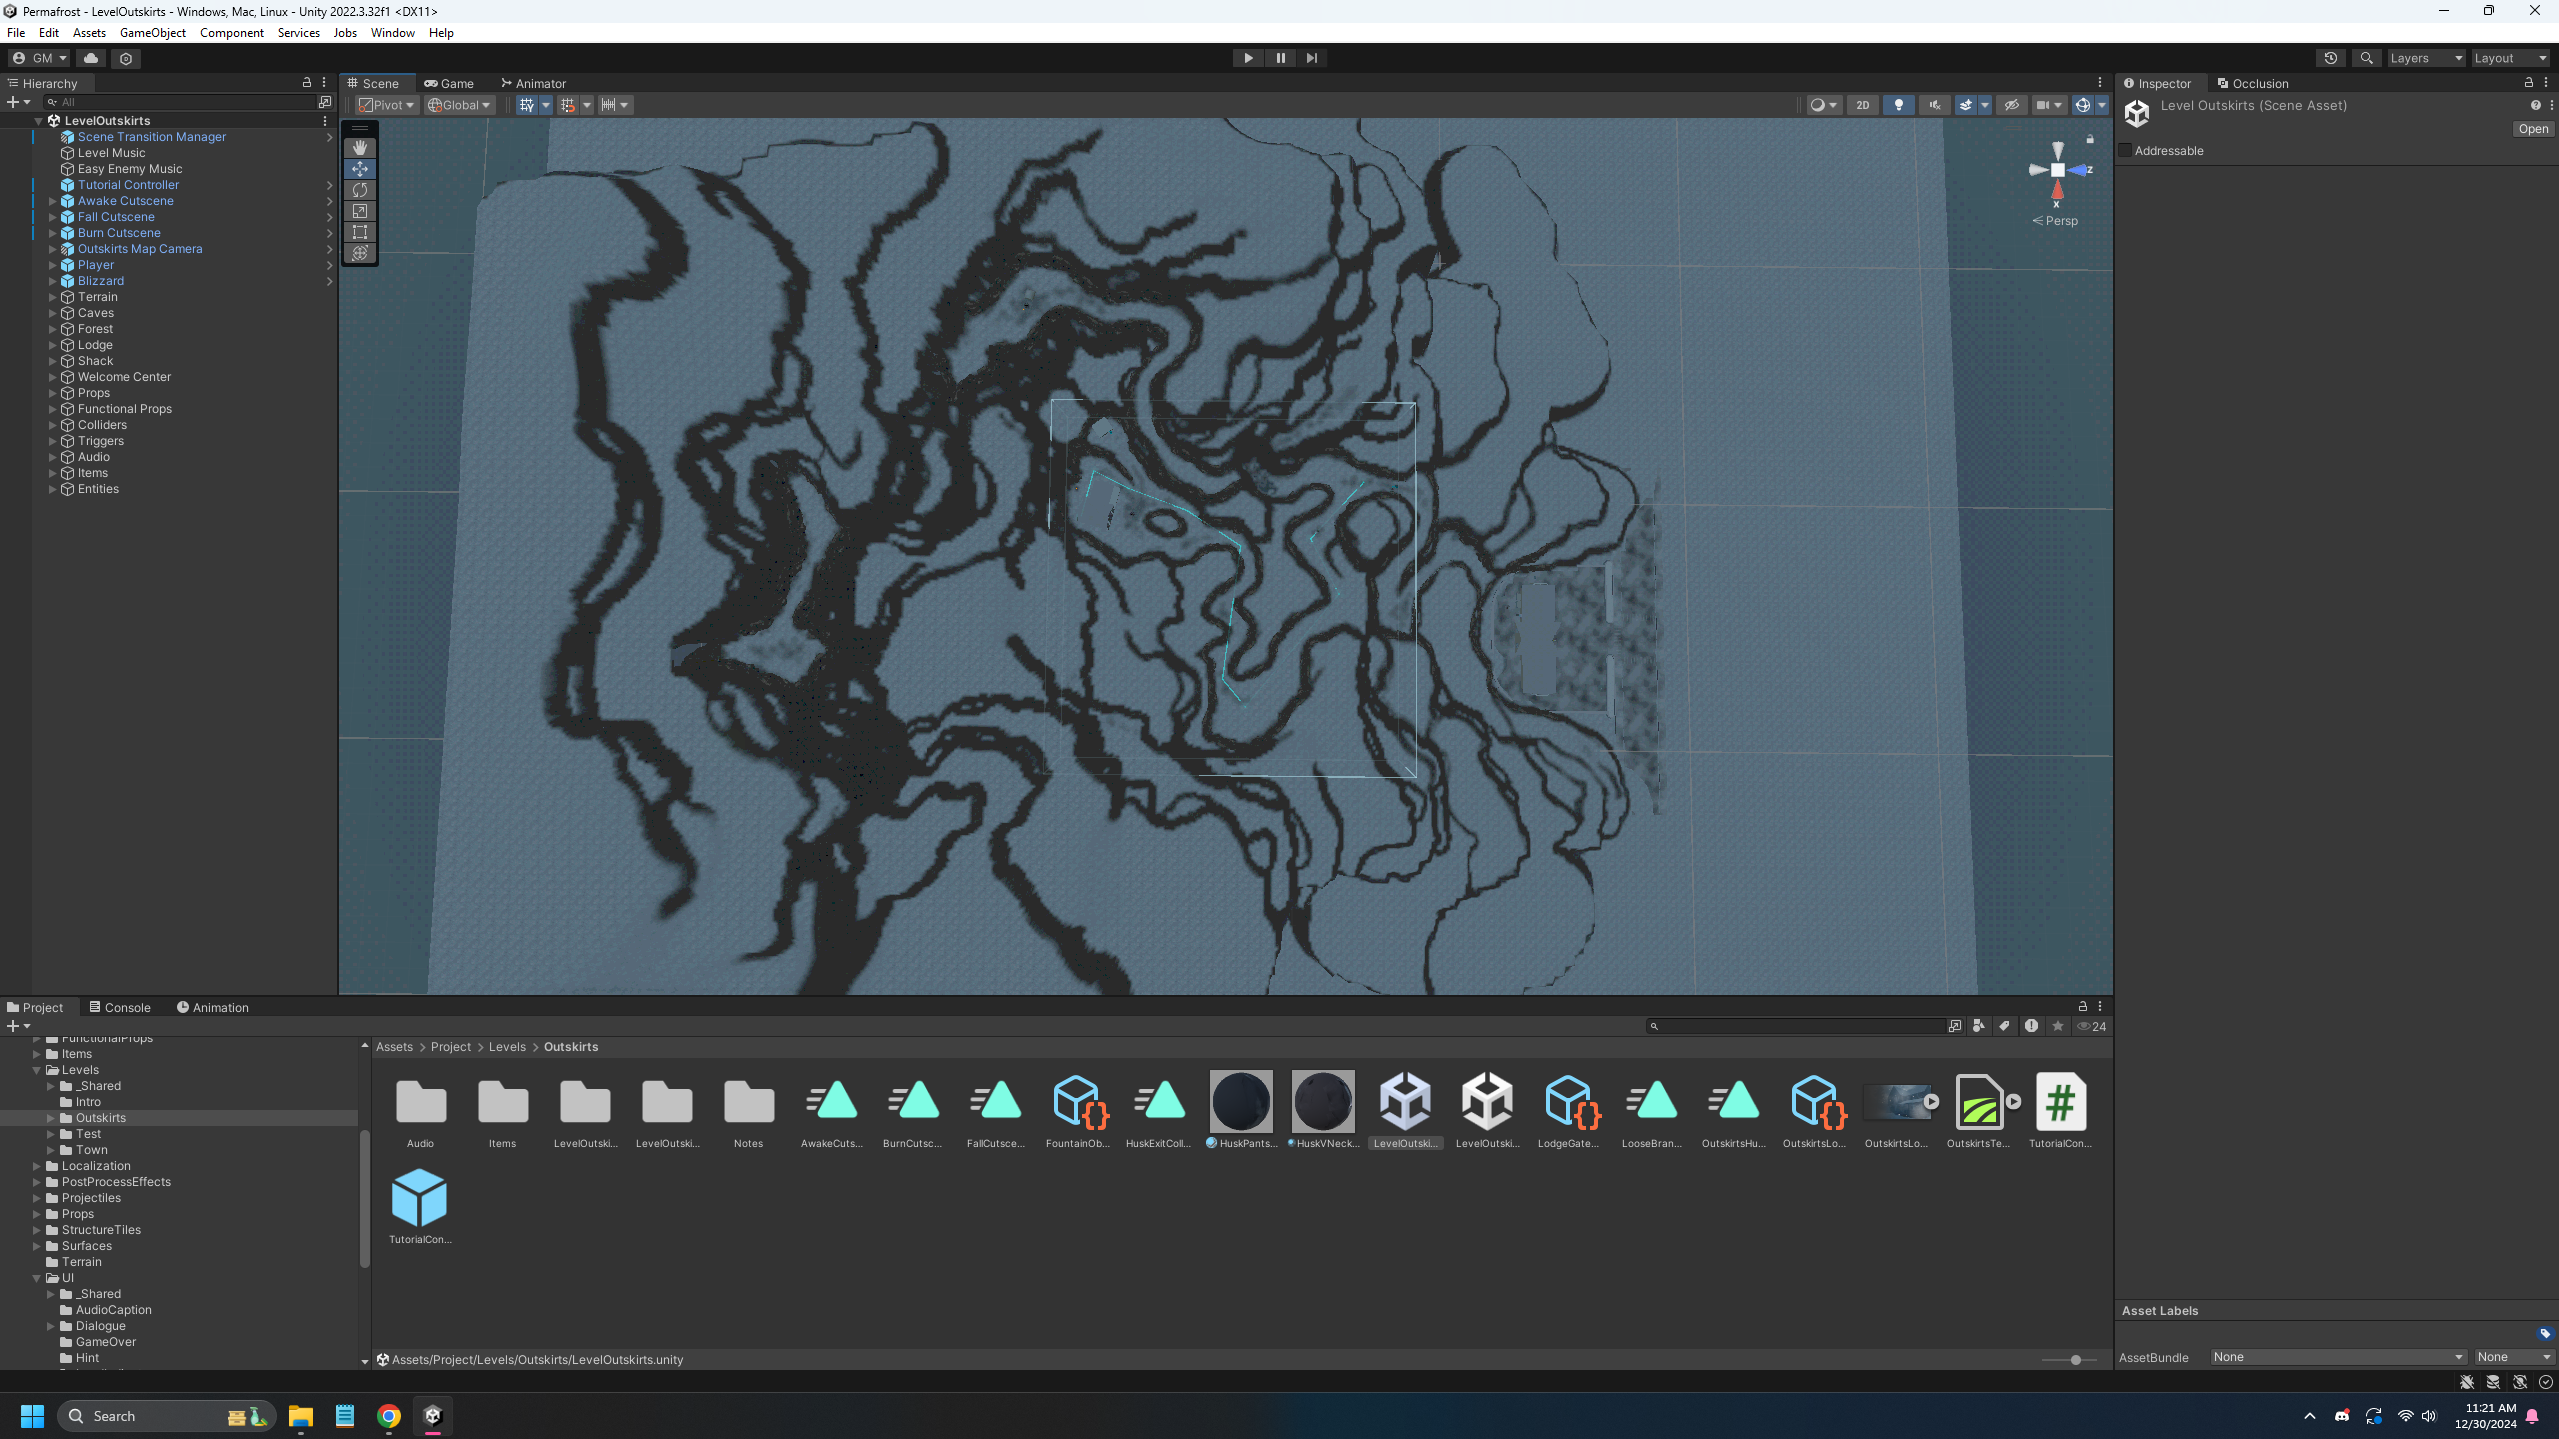 Permafrost - LevelOutskirts - Windows, Mac, Linux - Unity 2022.3.32f1 <DX11>
File Edit Assets GameObject Component Services Jobs Window Help
GM Layers Layout
Hierarchy
All
LevelOutskirts
Scene Transition Manager
Level Music
Easy Enemy Music
Tutorial Controller
Awake Cutscene
Fall Cutscene
Burn Cutscene
Outskirts Map Camera
Player
Blizzard
Terrain
Caves
Forest
Lodge
Shack
Welcome Center
Props
Functional Props
Colliders
Triggers
Audio
Items
Entities
Scene Game Animator
Pivot Global 2D
z
x
Persp
Inspector Occlusion
Level Outskirts (Scene Asset)
Open
Addressable
Project Console Animation
24
FunctionalProps
Items
Levels
_Shared
Intro
Outskirts
Test
Town
Localization
PostProcessEffects
Projectiles
Props
StructureTiles
Surfaces
Terrain
UI
_Shared
AudioCaption
Dialogue
GameOver
Hint
Assets > Project > Levels > Outskirts
Audio Items LevelOutski... LevelOutski... Notes AwakeCuts... BurnCutsc... FallCutsce... FountainOb... HuskExitColl... HuskPants... HuskVNeck... LevelOutski... LevelOutski... LodgeGate... LooseBran... OutskirtsHu... OutskirtsLo... OutskirtsLo... OutskirtsTe... TutorialCon...
TutorialCon...
Assets/Project/Levels/Outskirts/LevelOutskirts.unity
Asset Labels
AssetBundle None None
Search
11:21 AM
12/30/2024